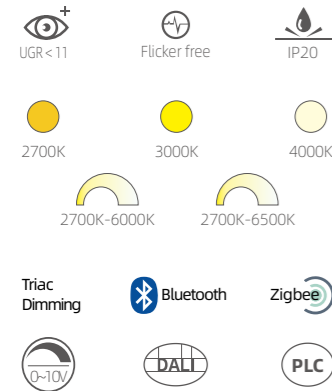 UGR<11
Flicker free
IP20
2700K
3000K
4000K
2700K-6000K
2700K-6500K
Triac
Dimming
Bluetooth
Zigbee
0~10V
DALI
PLC